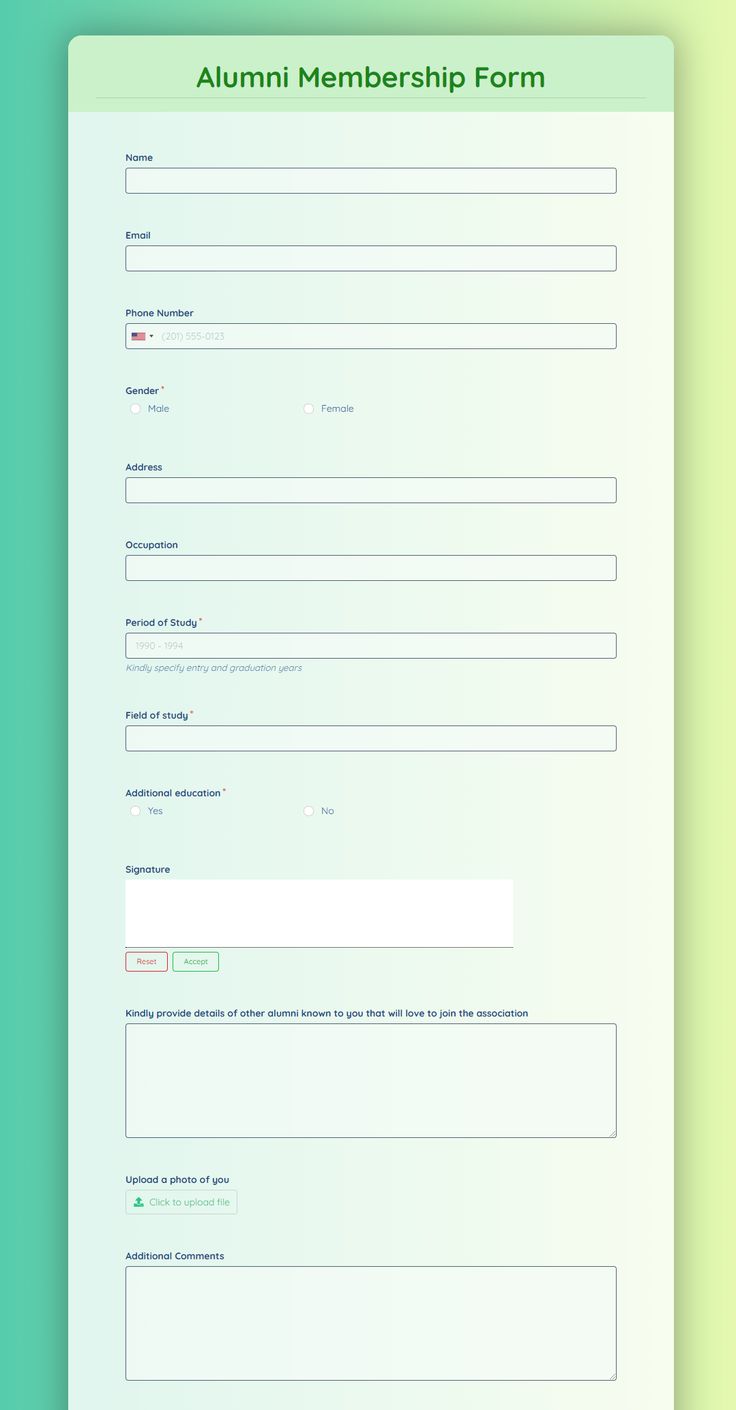 Alumni Membership Form
Name
Email
Phone Number
(201) 555-0123
Gender *
Male Female
Address
Occupation
Period of Study *
1990 - 1994
Kindly specify entry and graduation years
Field of study *
Additional education *
Yes No
Signature
Reset Accept
Kindly provide details of other alumni known to you that will love to join the association
Upload a photo of you
Click to upload file
Additional Comments